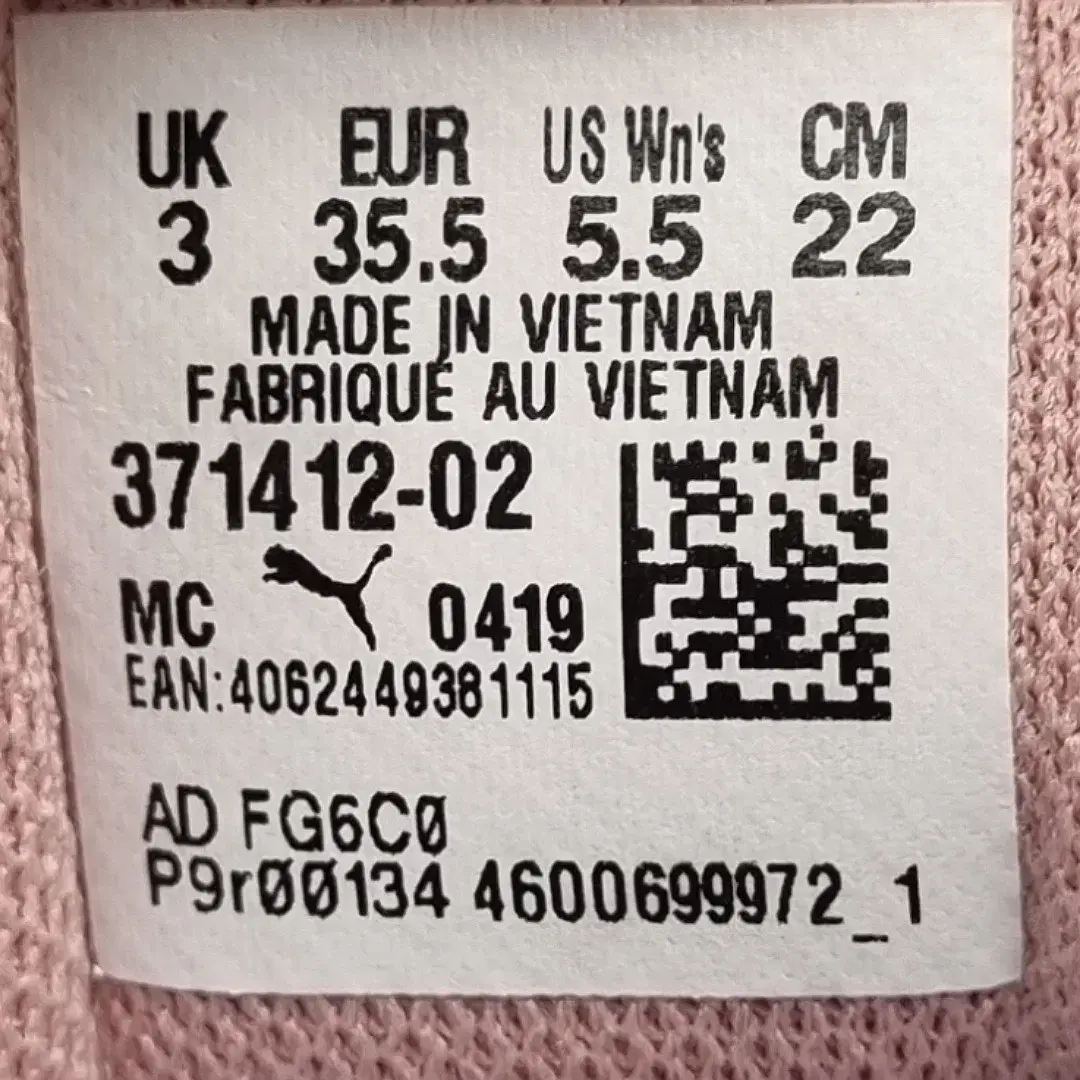 UK EUR US Wn's CM
3 35.5 5.5 22
MADE IN VIETNAM
FABRIQUE AU VIETNAM
371412-02
MC 0419
EAN:4062449381115
AD FG6C0
P9r00134 4600699972_1